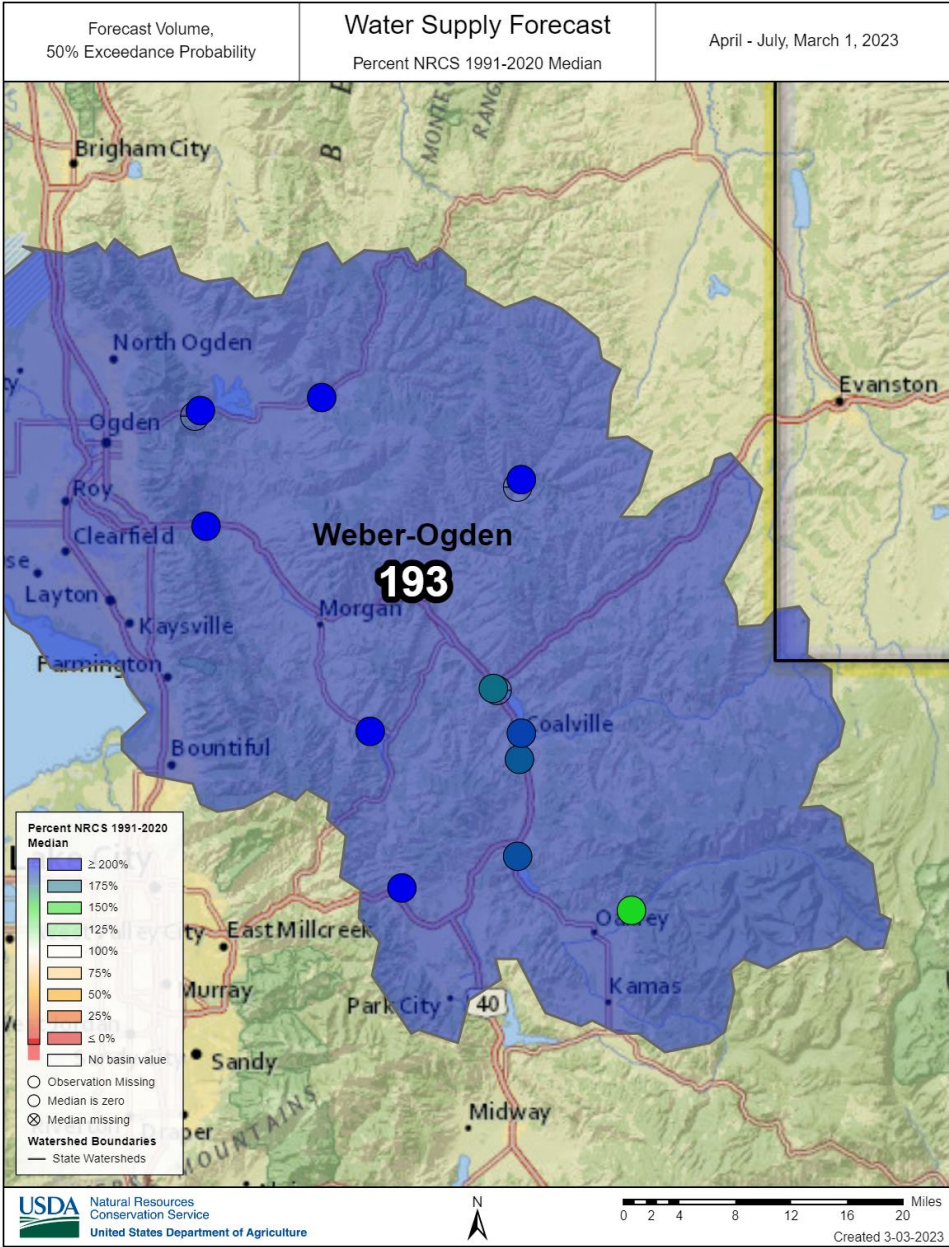 Forecast Volume,
50% Exceedance Probability
Water Supply Forecast
Percent NRCS 1991-2020 Median
April - July, March 1, 2023
B E
MONTE
RANG
Brigham City
North Ogden
Evanston
Ogden
Roy
Weber-Ogden
Clearfield
193
Layton
Morgan
Kaysville
Farmington
Coalville
Bountiful
Percent NRCS 1991-2020
Median
≥ 200%
175%
150%
125%
100%
75%
50%
25%
≤ 0%
No basin value
Observation Missing
Median is zero
Median missing
Watershed Boundaries
State Watersheds
East Millcreek
Kamas
Murray
Park City
40
Sandy
Midway
MOUNTAINS
USDA
Natural Resources
Conservation Service
United States Department of Agriculture
N
Miles
0 2 4 8 12 16 20
Created 3-03-2023